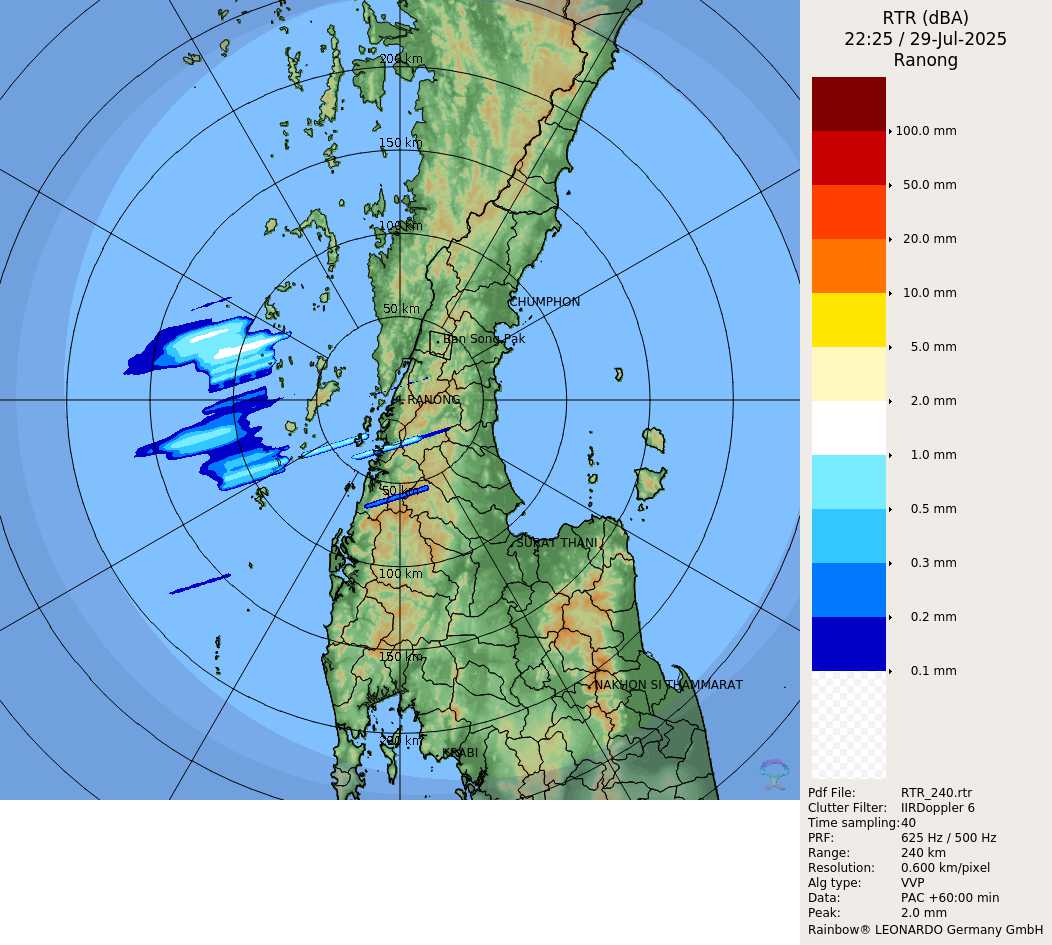 RTR (dBA)
22:25 / 29-Jul-2025
Ranong
200 km
150 km
100 km
50 km
CHUMPHON
Ban Song Pak
RANONG
50 km
SURAT THANI
100 km
150 km
NAKHON SI THAMMARAT
200 km
KRABI
100.0 mm
50.0 mm
20.0 mm
10.0 mm
5.0 mm
2.0 mm
1.0 mm
0.5 mm
0.3 mm
0.2 mm
0.1 mm
Pdf File: RTR_240.rtr
Clutter Filter: IIRDoppler 6
Time sampling:40
PRF: 625 Hz / 500 Hz
Range: 240 km
Resolution: 0.600 km/pixel
Alg type: VVP
Data: PAC +60:00 min
Peak: 2.0 mm
Rainbow® LEONARDO Germany GmbH